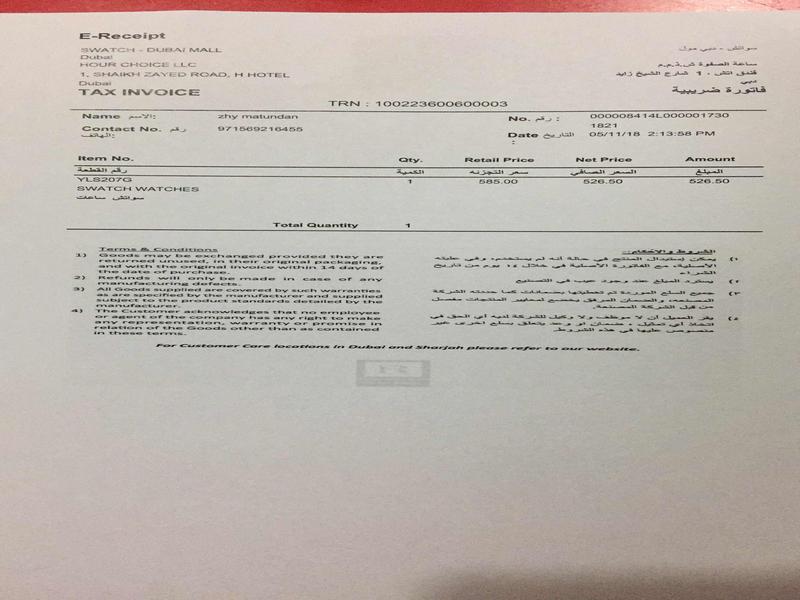 E-Receipt
SWATCH - DUBAI MALL
Dubai
HOUR CHOICE LLC
1, SHAIKH ZAYED ROAD, H HOTEL
Dubai
TAX INVOICE
سواتش - دبي مول
ساعة الصفوة ش.ذ.م.م
فندق اتش ، 1 شارع الشيخ زايد
دبي
فاتورة ضريبية
TRN : 100223600600003
Name الاسم: zhy matundan
Contact No. رقم الهاتف: 971569216455
No. رقم : 000008414L000001730
1821
Date التاريخ : 05/11/18 2:13:58 PM
Item No. Qty. Retail Price Net Price Amount
رقم القطعة الكمية سعر التجزئه السعر الصافي المبلغ
YLS207G 1 585.00 526.50 526.50
SWATCH WATCHES
سواتش ساعات
Total Quantity 1
Terms & Conditions
1) Goods may be exchanged provided they are
returned unused, in their original packaging,
and with the original invoice within 14 days of
the date of purchase.
2) Refunds will only be made in case of any
manufacturing defects.
3) All Goods supplied are covered by such warranties
as are specified by the manufacturer and supplied
subject to the product standards detailed by the
manufacturer.
4) The Customer acknowledges that no employee
or agent of the company has any right to make
any representation, warranty or promise in
relation of the Goods other than as contained
in these terms.
الشروط والاحكام:
١) يمكن إستبدال المنتج في حالة أنه لم يستخدم، وفي علبته
الأصلية، مع الفاتورة الأصلية في خلال ١٤ يوم من تاريخ
الشراء
٢) يسترد المبلغ عند وجود عيب في التصنيع
٣) جميع السلع الموردة تم تغطيتها بضمانات كما حددته الشركة
المصنعه، والضمان المرفق يخضع لمعايير المنتجات مفصل
من قبل الشركة المصنعة.
٤) يقر العميل أن لا موظف ولا وكيل للشركة لديه أي الحق في
اتخاذ أي تمثيل ، ضمان او وعد يتعلق بسلع اخرى غير
منصوص عليها في هذه الشروط
For Customer Care locations in Dubai and Sharjah please refer to our website.